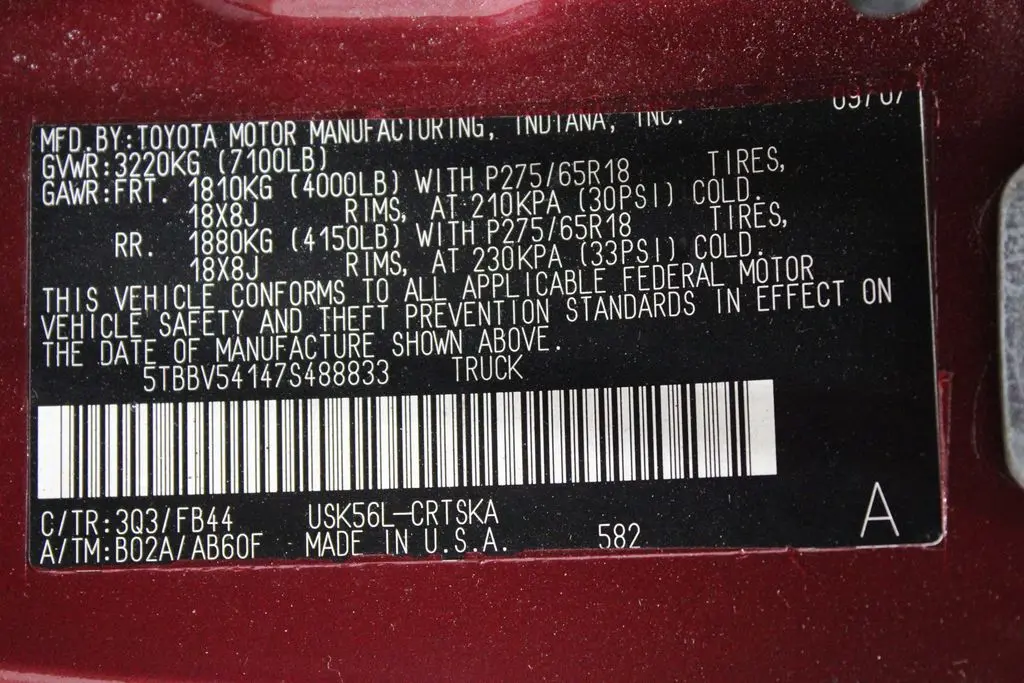 09/07
MFD.BY:TOYOTA MOTOR MANUFACTURING, INDIANA, INC.
GVWR:3220KG (7100LB)
GAWR:FRT. 1810KG (4000LB) WITH P275/65R18 TIRES,
18X8J RIMS, AT 210KPA (30PSI) COLD.
RR. 1880KG (4150LB) WITH P275/65R18 TIRES,
18X8J RIMS, AT 230KPA (33PSI) COLD.
THIS VEHICLE CONFORMS TO ALL APPLICABLE FEDERAL MOTOR
VEHICLE SAFETY AND THEFT PREVENTION STANDARDS IN EFFECT ON
THE DATE OF MANUFACTURE SHOWN ABOVE.
5TBBV54147S488833 TRUCK
C/TR:3Q3/FB44 USK56L-CRTSKA
A/TM:B02A/AB60F MADE IN U.S.A. 582
A